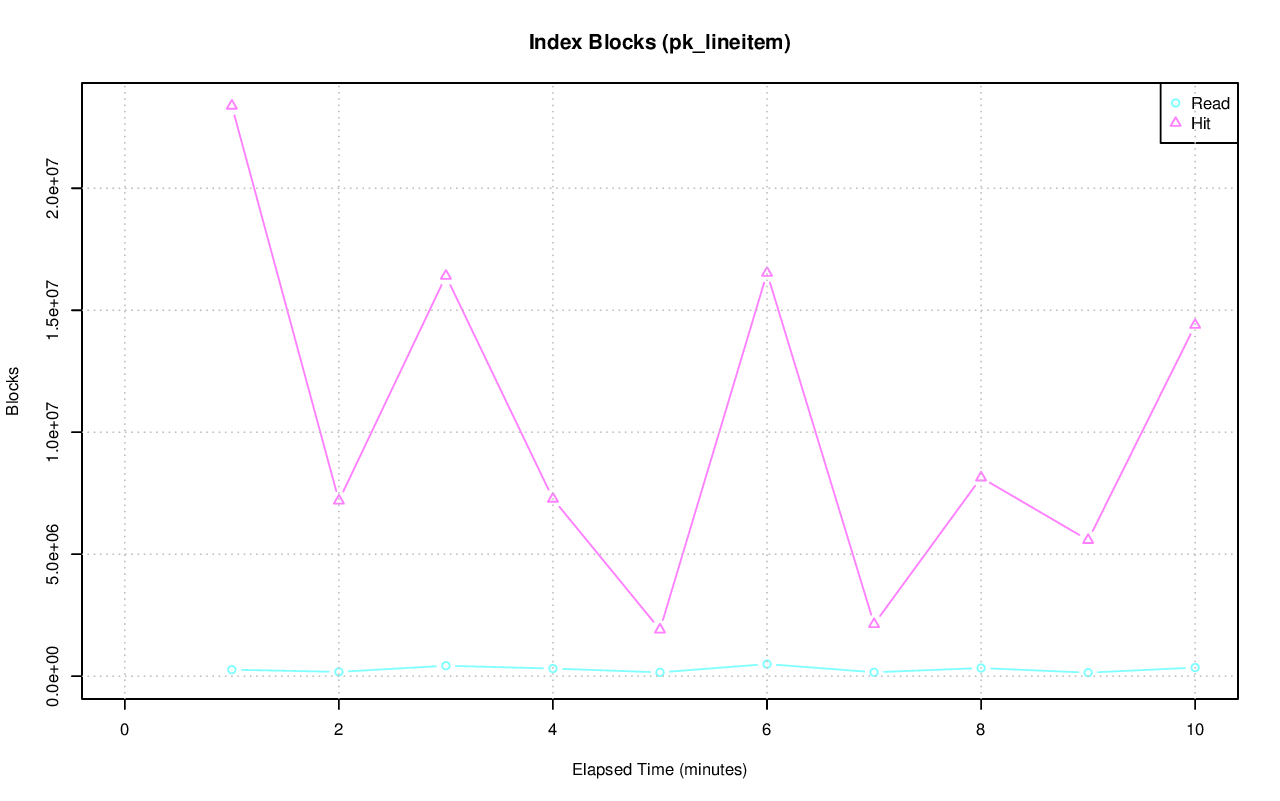 Index Blocks (pk_lineitem)
Read
Hit
2.0e+07
1.5e+07
1.0e+07
5.0e+06
0.0e+00
Blocks
0 2 4 6 8 10
Elapsed Time (minutes)